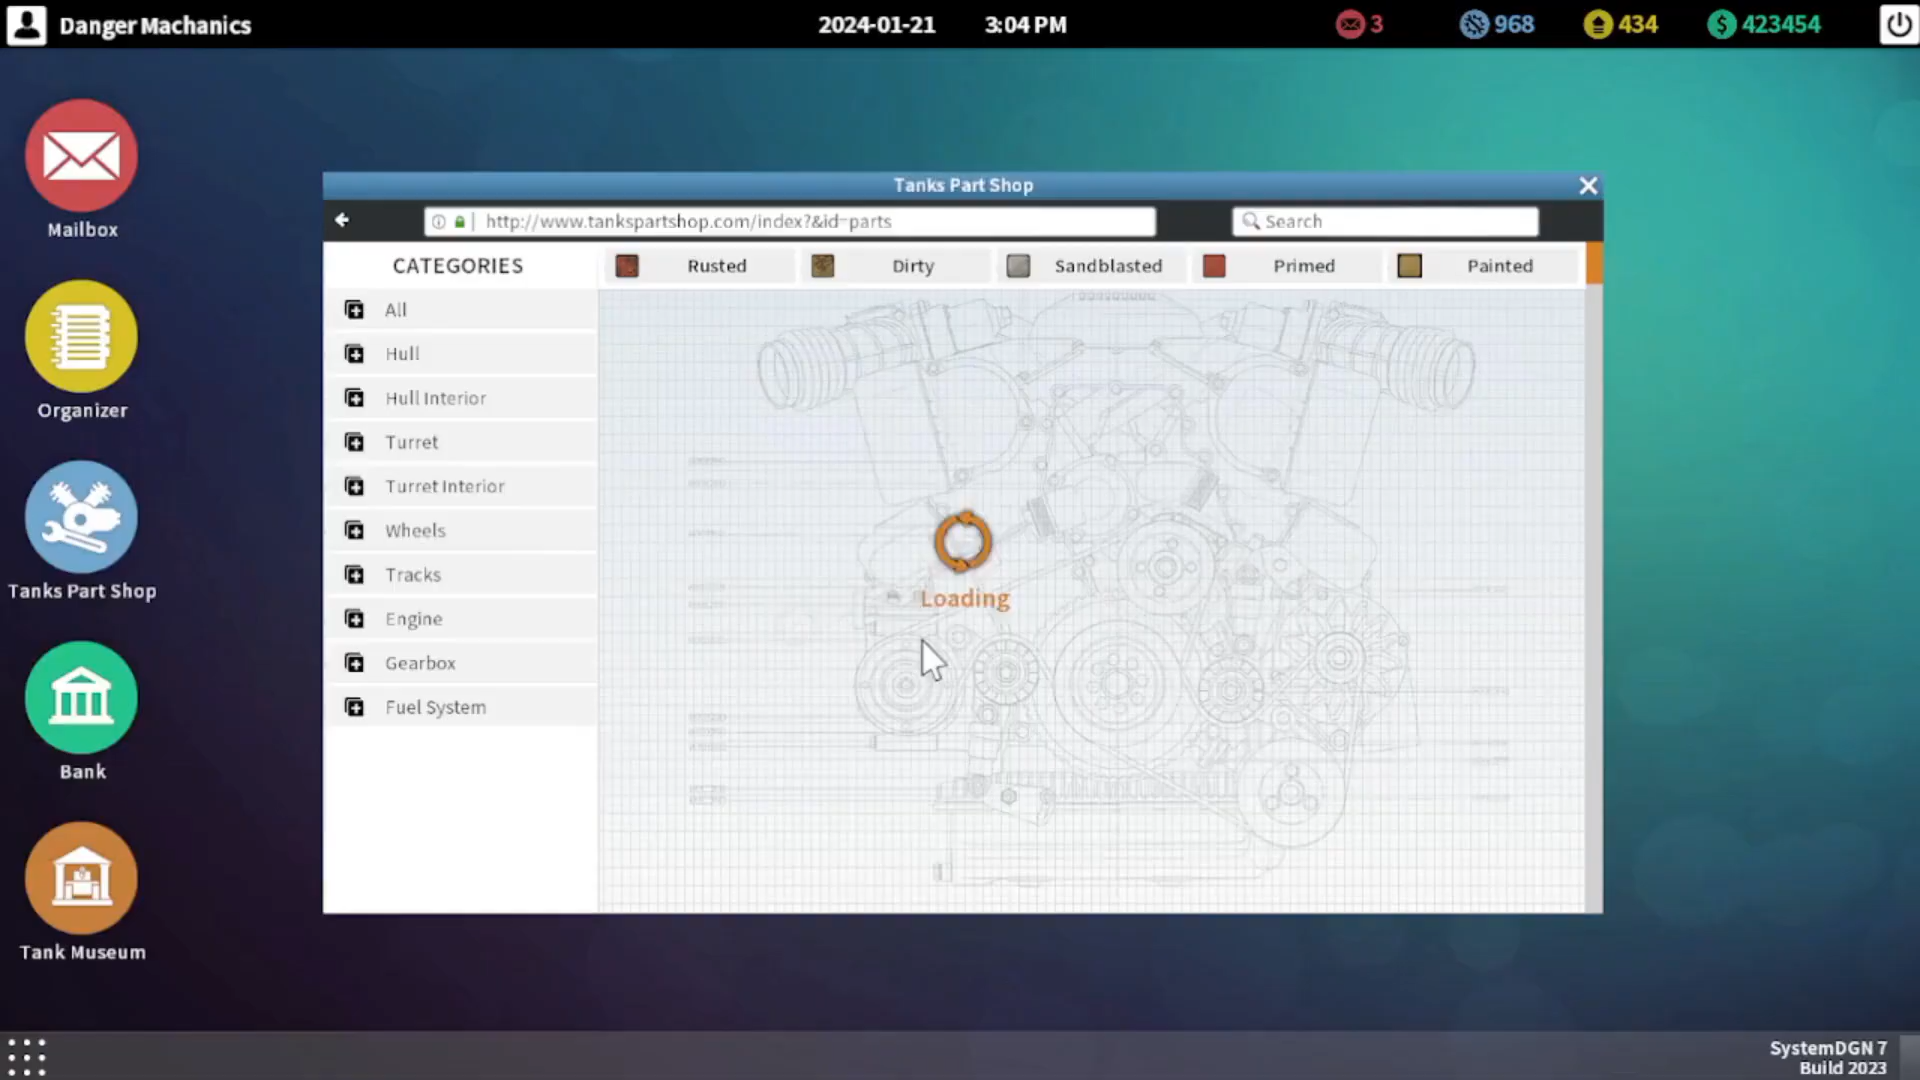 Danger Machanics
2024-01-21 3:04 PM
3 968 434 423454
Mailbox
Organizer
Tanks Part Shop
Bank
Tank Museum
Tanks Part Shop
http://www.tankspartshop.com/index?&id=parts
Search
CATEGORIES
Rusted Dirty Sandblasted Primed Painted
All
Hull
Hull Interior
Turret
Turret Interior
Wheels
Tracks
Engine
Gearbox
Fuel System
Loading
SystemDGN 7
Build 2023